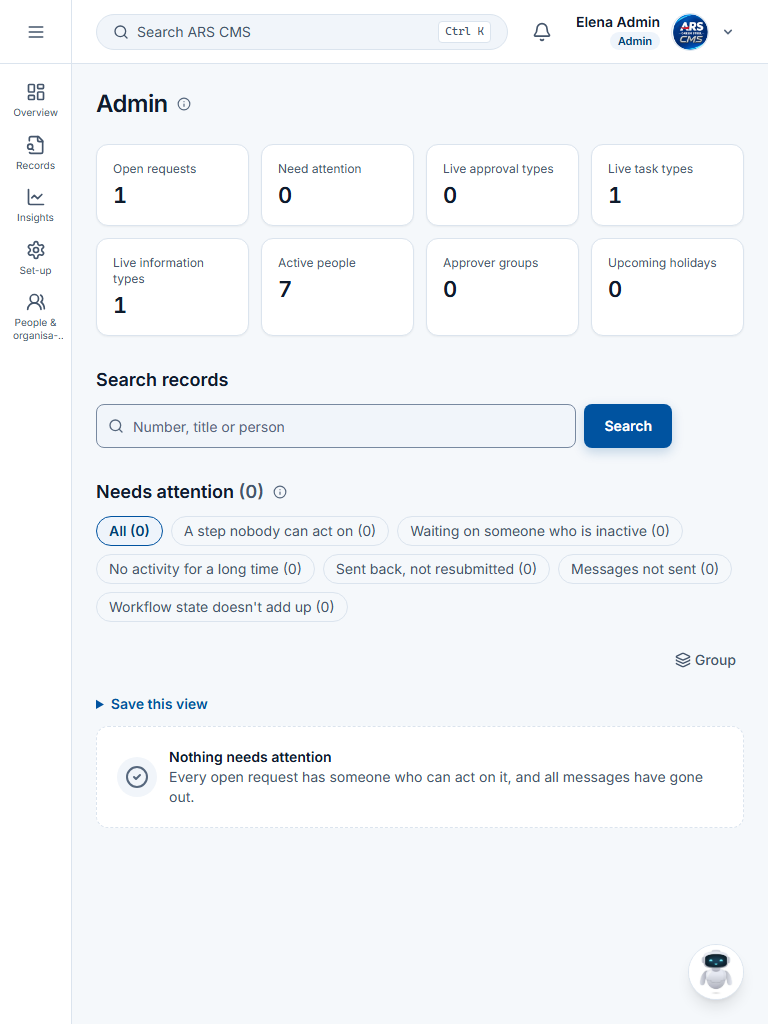 Search ARS CMS
Ctrl K
Elena Admin
Admin
ARS
CMS
Overview
Records
Insights
Set-up
People &
organisa-..
Admin
Open requests
1
Need attention
0
Live approval types
0
Live task types
1
Live information
types
1
Active people
7
Approver groups
0
Upcoming holidays
0
Search records
Number, title or person
Search
Needs attention (0)
All (0)
A step nobody can act on (0)
Waiting on someone who is inactive (0)
No activity for a long time (0)
Sent back, not resubmitted (0)
Messages not sent (0)
Workflow state doesn't add up (0)
Group
Save this view
Nothing needs attention
Every open request has someone who can act on it, and all messages have gone
out.